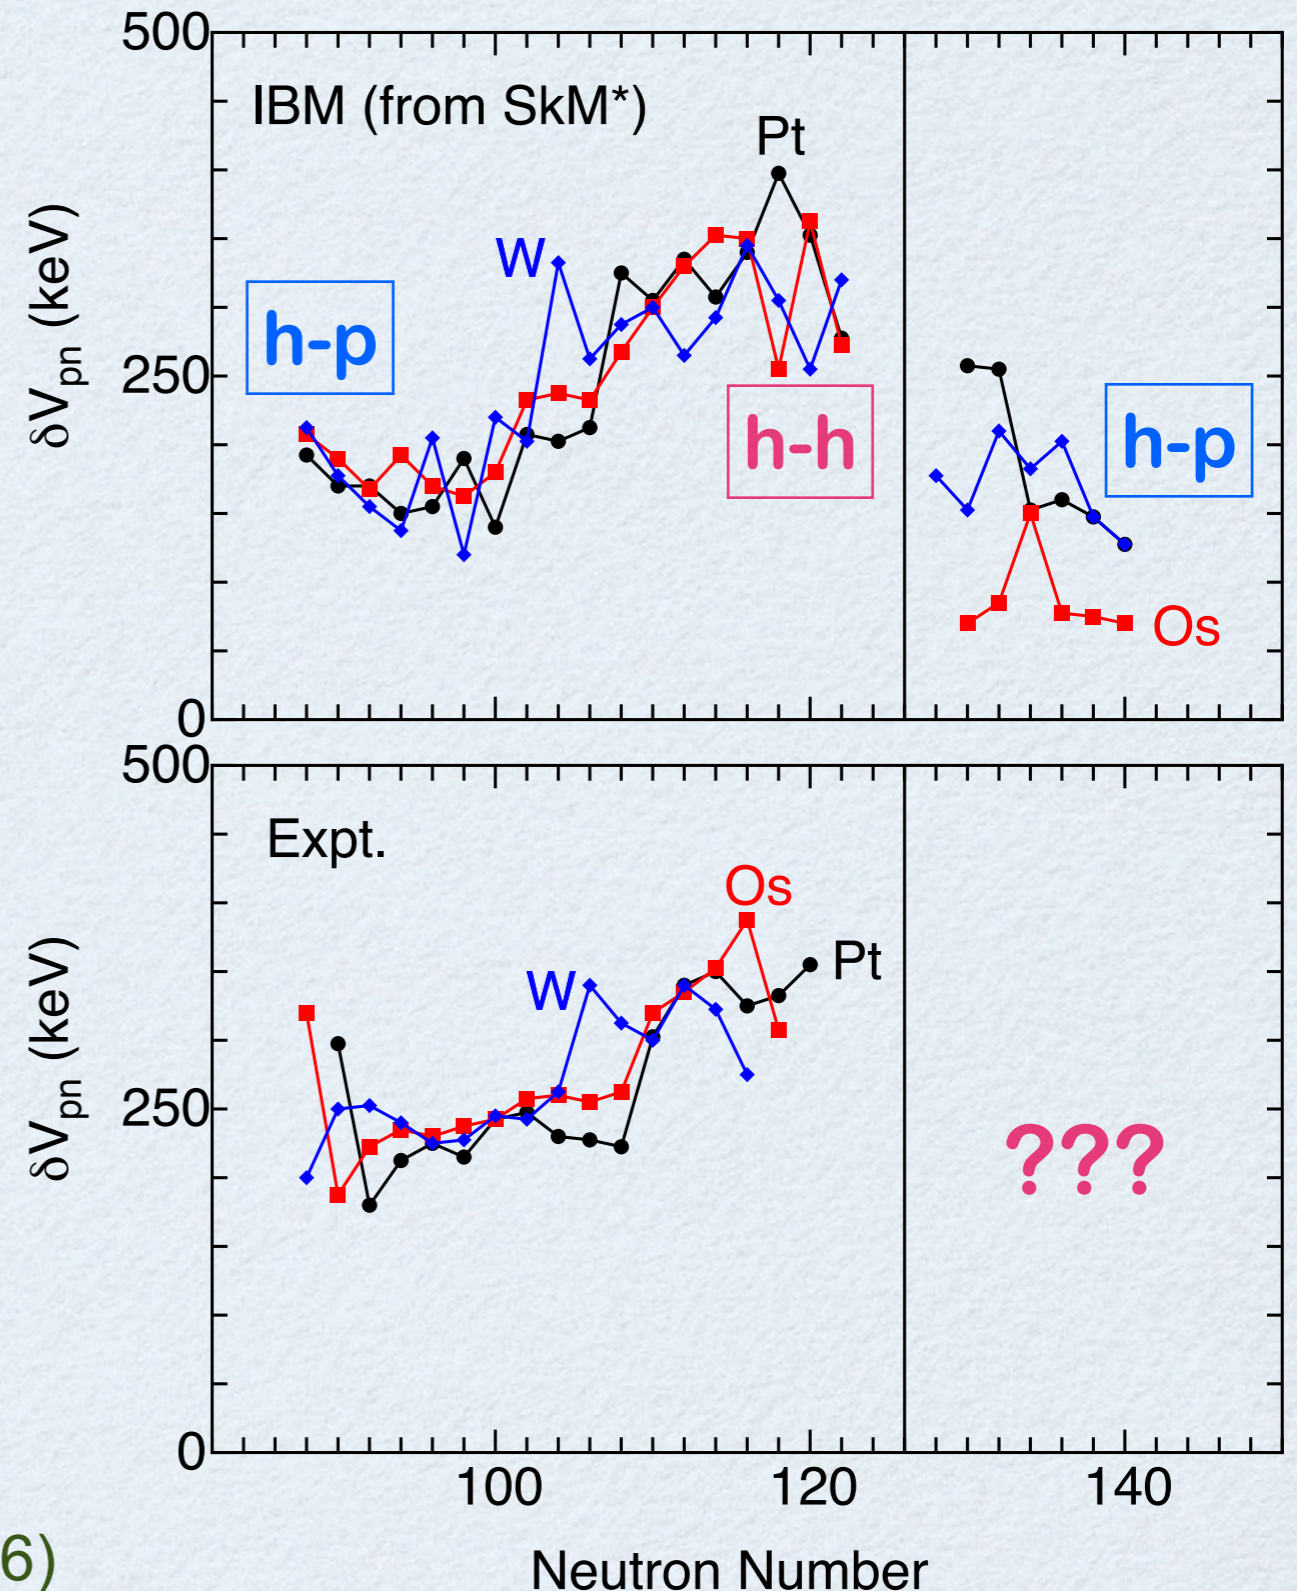 500
IBM (from SkM*)
Pt
W
h-p
δVpn (keV)
250
h-h
h-p
Os
0
500
Expt.
Os
W
Pt
δVpn (keV)
250
???
0
100 120 140
6)
Neutron Number